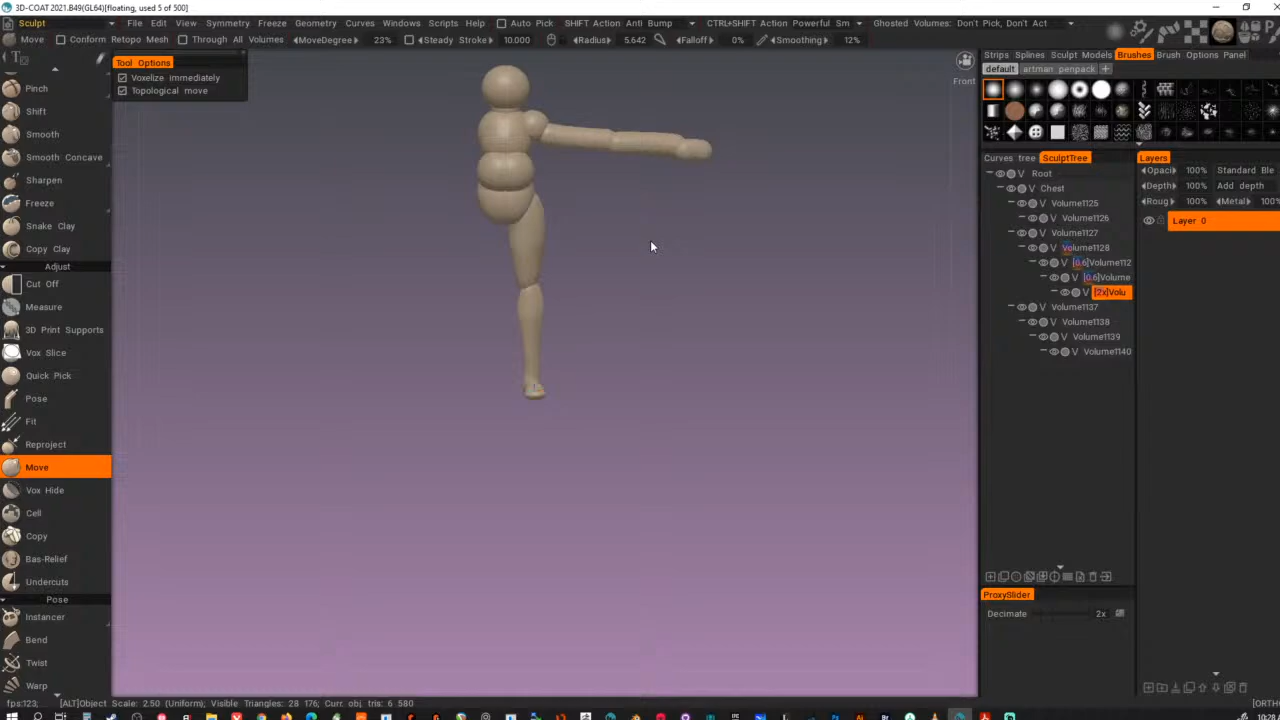 3D-COAT 2021.B49(GL64)[floating, used 5 of 500]
Sculpt File Edit View Symmetry Freeze Geometry Curves Windows Scripts Help Auto Pick SHIFT Action Anti Bump CTRL+SHIFT Action Powerful Sm Ghosted Volumes: Don't Pick, Don't Act
Move Conform Retopo Mesh Through All Volumes MoveDegree 23% Steady Stroke 10.000 Radius 5.642 Falloff 0% Smoothing 12%
Tool Options
Voxelize immediately
Topological move
Pinch
Shift
Smooth
Smooth Concave
Sharpen
Freeze
Snake Clay
Copy Clay
Adjust
Cut Off
Measure
3D Print Supports
Vox Slice
Quick Pick
Pose
Fit
Reproject
Move
Vox Hide
Cell
Copy
Bas-Relief
Undercuts
Pose
Instancer
Bend
Twist
Warp
Front
Strips Splines Sculpt Models Brushes Brush Options Panel
default artman penpack +
Curves tree SculptTree
V Root
V Chest
V Volume1125
V Volume1126
V Volume1127
V Volume1128
V [0.6]Volume112
V [0.6]Volume
V [2x]Volu
V Volume1137
V Volume1138
V Volume1139
V Volume1140
Layers
Opaci 100% Standard Ble
Depth 100% Add depth
Roug 100% Metal 100%
Layer 0
ProxySlider
Decimate 2x
fps:123; [ALT]Object Scale: 2.50 (Uniform); Visible Triangles: 28 176; Curr. obj. tris: 6 580